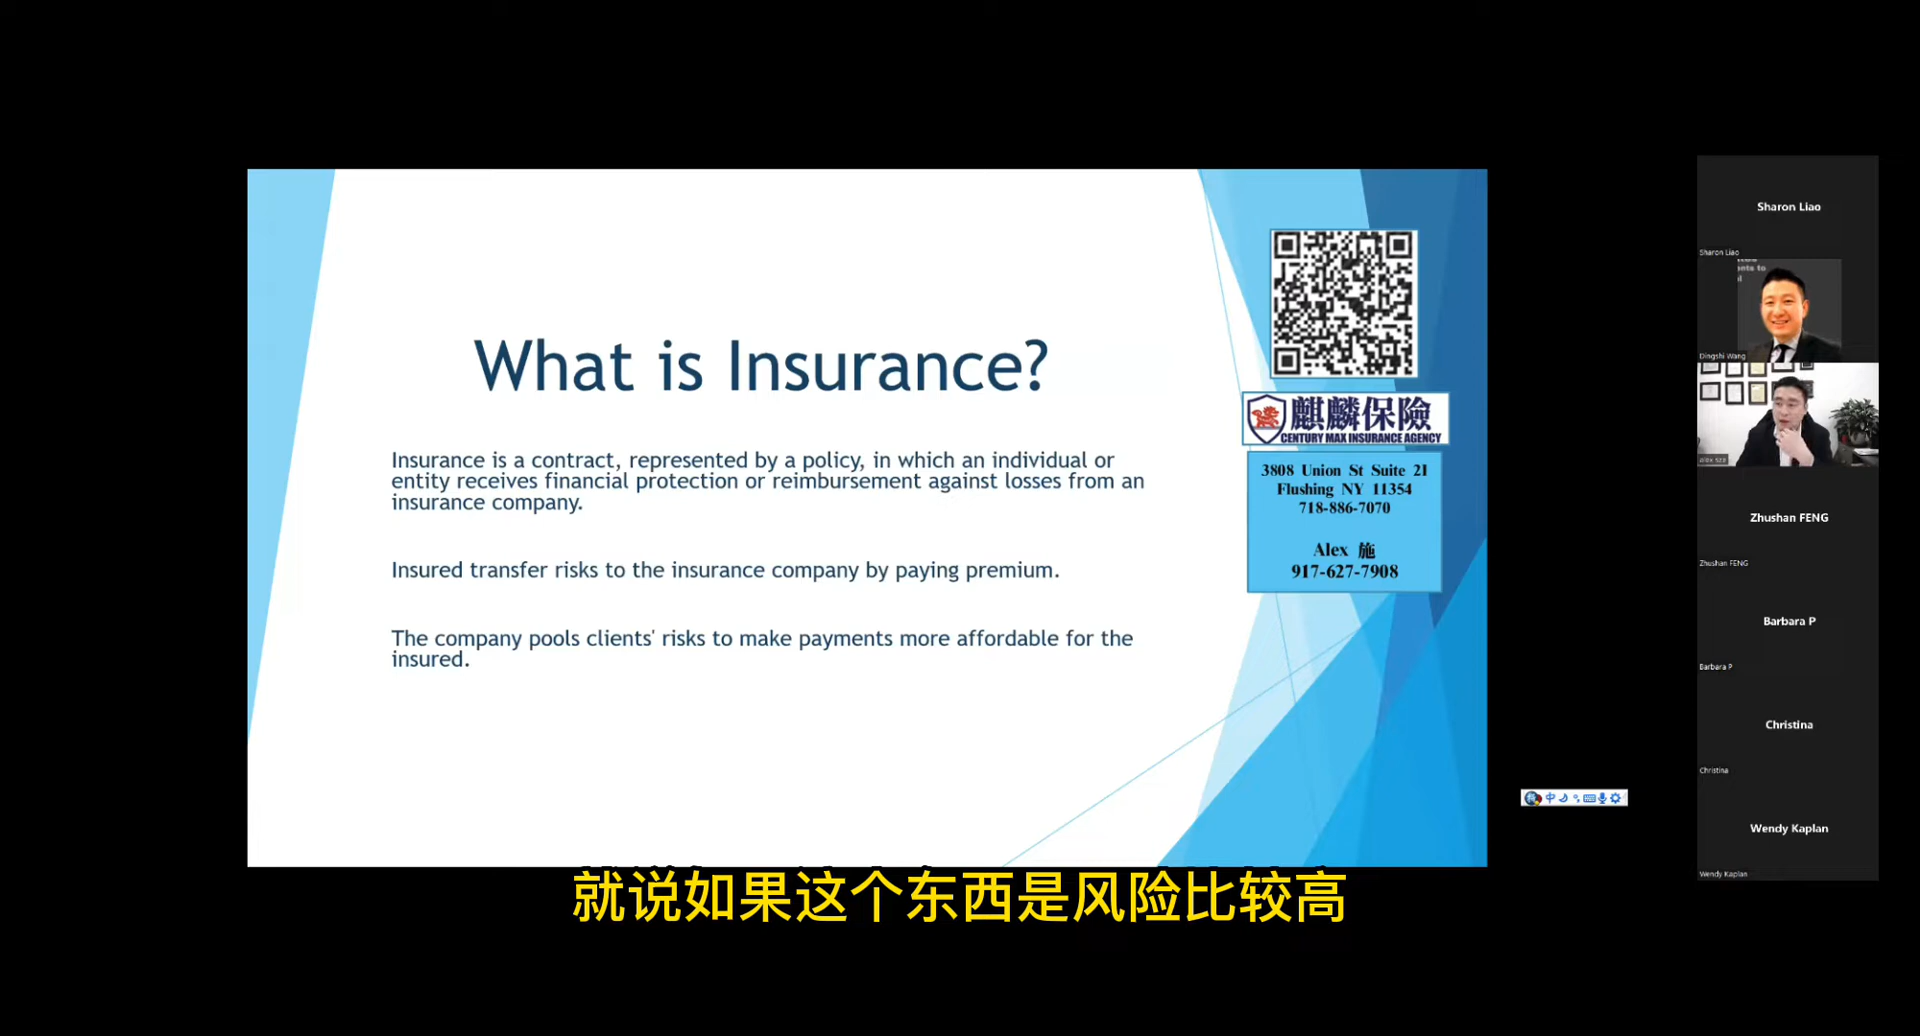 What is Insurance?
Insurance is a contract, represented by a policy, in which an individual or
entity receives financial protection or reimbursement against losses from an
insurance company.
Insured transfer risks to the insurance company by paying premium.
The company pools clients' risks to make payments more affordable for the
insured.
麒麟保險
CENTURY MAX INSURANCE AGENCY
3808 Union St Suite 2I
Flushing NY 11354
718-886-7070
Alex 施
917-627-7908
就说如果这个东西是风险比较高
中
Sharon Liao
Sharon Liao
Dingshi Wang
alex sze
Zhushan FENG
Zhushan FENG
Barbara P
Barbara P
Christina
Christina
Wendy Kaplan
Wendy Kaplan